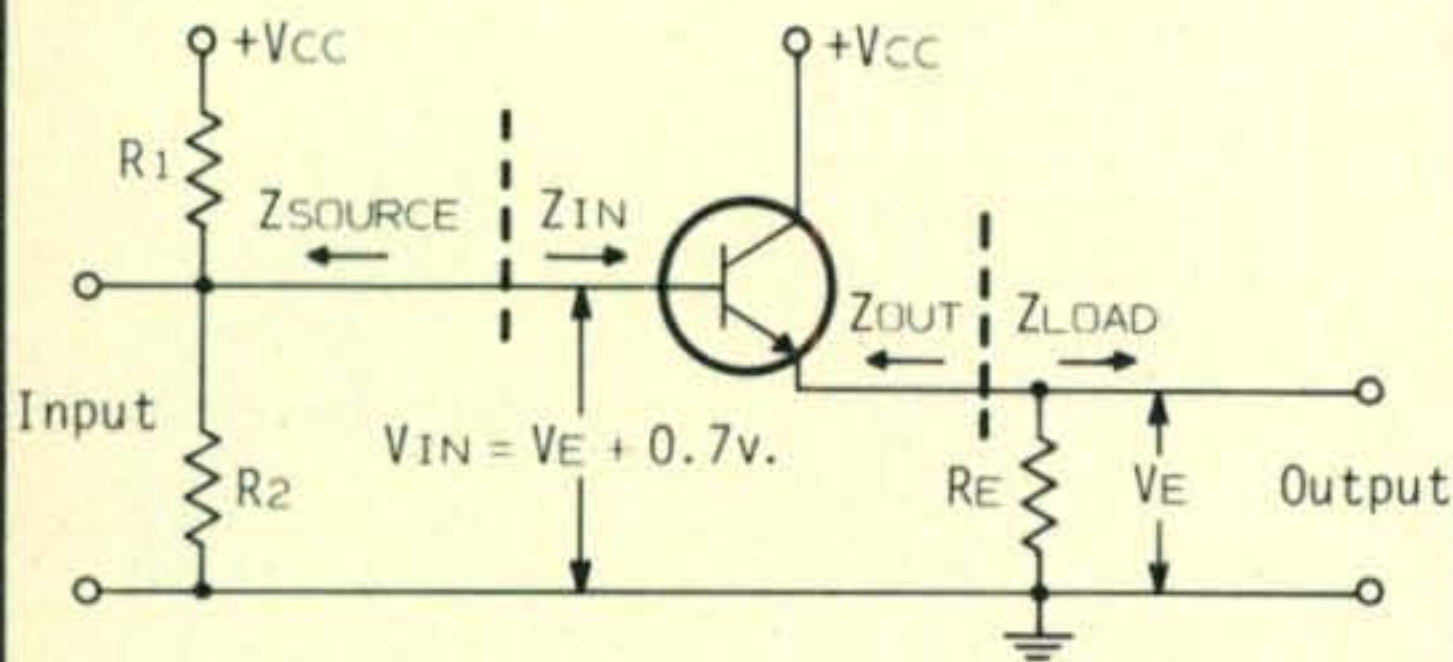 +VCC
+VCC
R1
ZSOURCE
ZIN
ZOUT
ZLOAD
Input
VIN = VE + 0.7v.
R2
RE
VE
Output